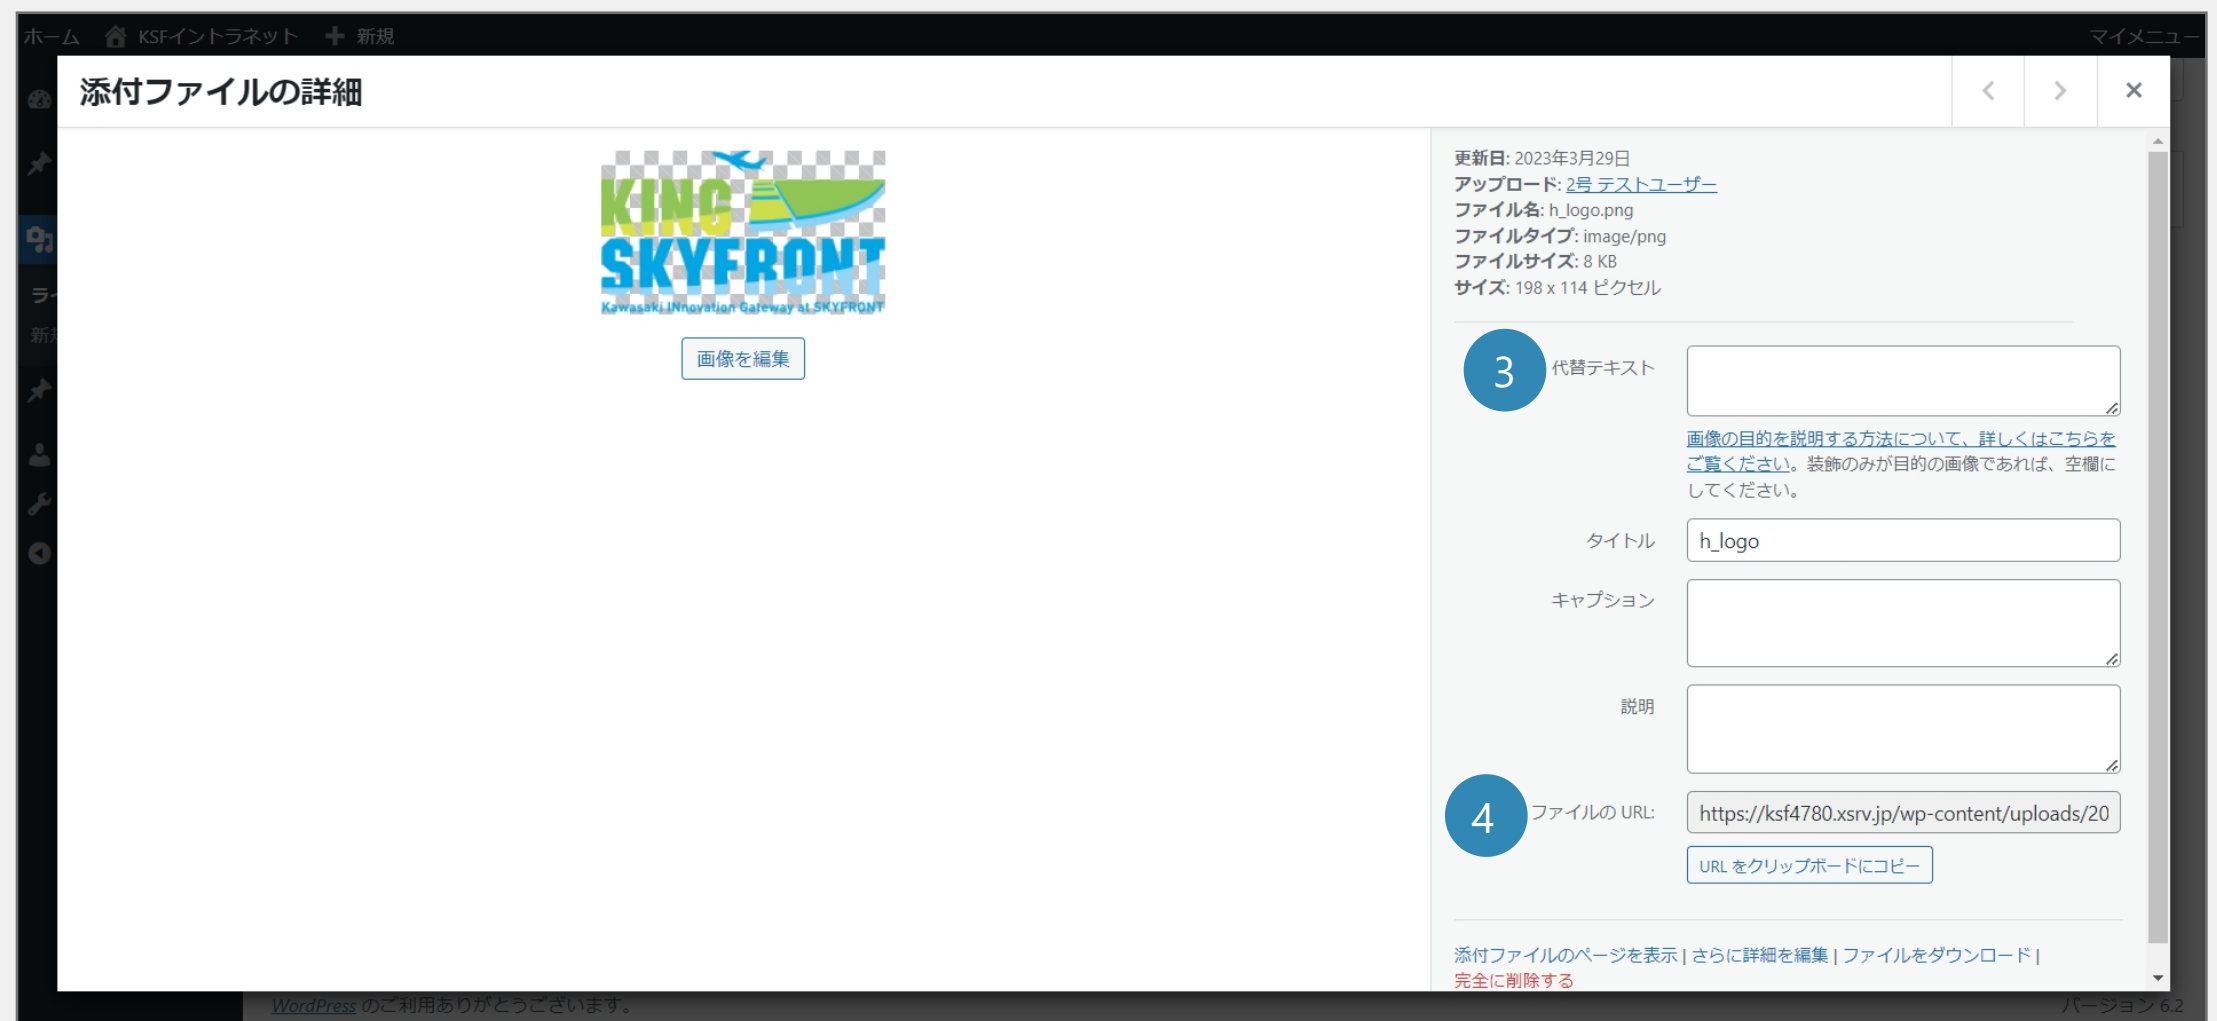 ホーム KSFイントラネット 新規 マイメニュー
添付ファイルの詳細
KING
SKYFRONT
Kawasaki INnovation Gateway at SKYFRONT
画像を編集
更新日: 2023年3月29日
アップロード: 2号 テストユーザー
ファイル名: h_logo.png
ファイルタイプ: image/png
ファイルサイズ: 8 KB
サイズ: 198 x 114 ピクセル
3 代替テキスト
画像の目的を説明する方法について、詳しくはこちらを
ご覧ください。装飾のみが目的の画像であれば、空欄に
してください。
タイトル h_logo
キャプション
説明
4 ファイルの URL: https://ksf4780.xsrv.jp/wp-content/uploads/20
URL をクリップボードにコピー
添付ファイルのページを表示 | さらに詳細を編集 | ファイルをダウンロード |
完全に削除する
WordPress のご利用ありがとうございます。 バージョン 6.2